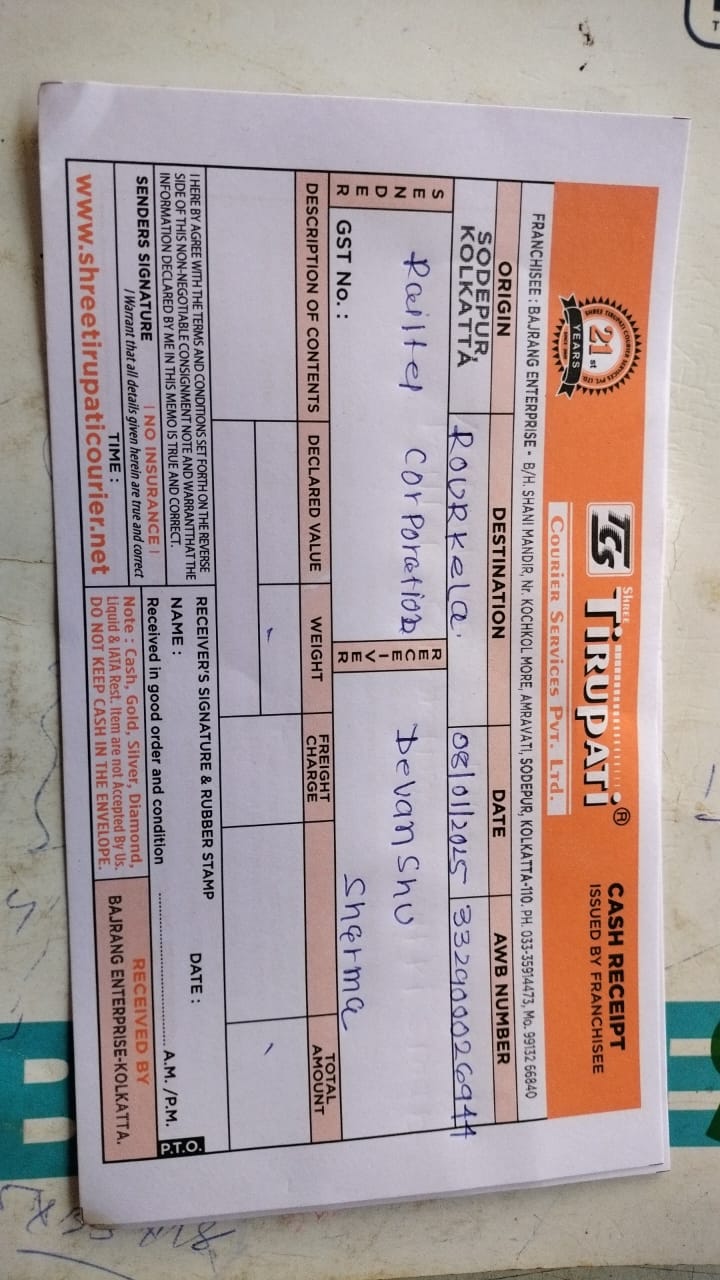 21st YEARS
SHREE
TCS TIRUPATI®
COURIER SERVICES PVT. LTD.
CASH RECEIPT
ISSUED BY FRANCHISEE
FRANCHISEE : BAJRANG ENTERPRISE - B/H. SHANI MANDIR, Nr. KOCHKOL MORE, AMRAVATI, SODEPUR, KOLKATTA-110. PH. 033-35914473, Mo. 99132 66840
ORIGIN DESTINATION DATE AWB NUMBER
SODEPUR, KOLKATTA ROURKela. 08/01/2025 332900026944
SENDER Railtel Corporation RECEIVER Devanshu
Sharma
GST No. :
DESCRIPTION OF CONTENTS DECLARED VALUE WEIGHT FREIGHT CHARGE TOTAL AMOUNT
I HERE BY AGREE WITH THE TERMS AND CONDITIONS SET FORTH ON THE REVERSE
SIDE OF THIS NON-NEGOTIABLE CONSIGNMENT NOTE AND WARRANT THAT THE
INFORMATION DECLARED BY ME IN THIS MEMO IS TRUE AND CORRECT.
SENDERS SIGNATURE ! NO INSURANCE !
I Warrant that all details given herein are true and correct
TIME :
www.shreetirupaticourier.net
RECEIVER'S SIGNATURE & RUBBER STAMP
NAME : DATE :
Received in good order and condition .................... A.M. /P.M.
P.T.O.
Note : Cash, Gold, Silver, Diamond,
Liquid & IATA Rest. Item are not Accepted By Us.
DO NOT KEEP CASH IN THE ENVELOPE.
RECEIVED BY
BAJRANG ENTERPRISE-KOLKATTA.